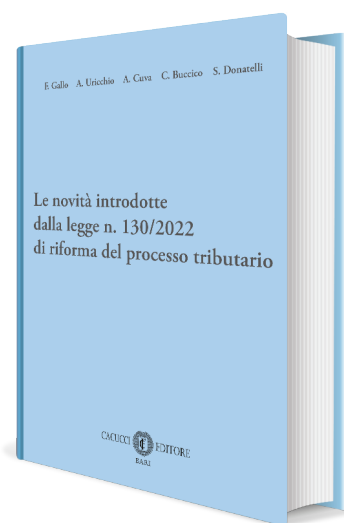 F. Gallo A. Uricchio A. Cuva C. Buccico S. Donatelli
Le novità introdotte
dalla legge n. 130/2022
di riforma del processo tributario
CACUCCI EDITORE
BARI